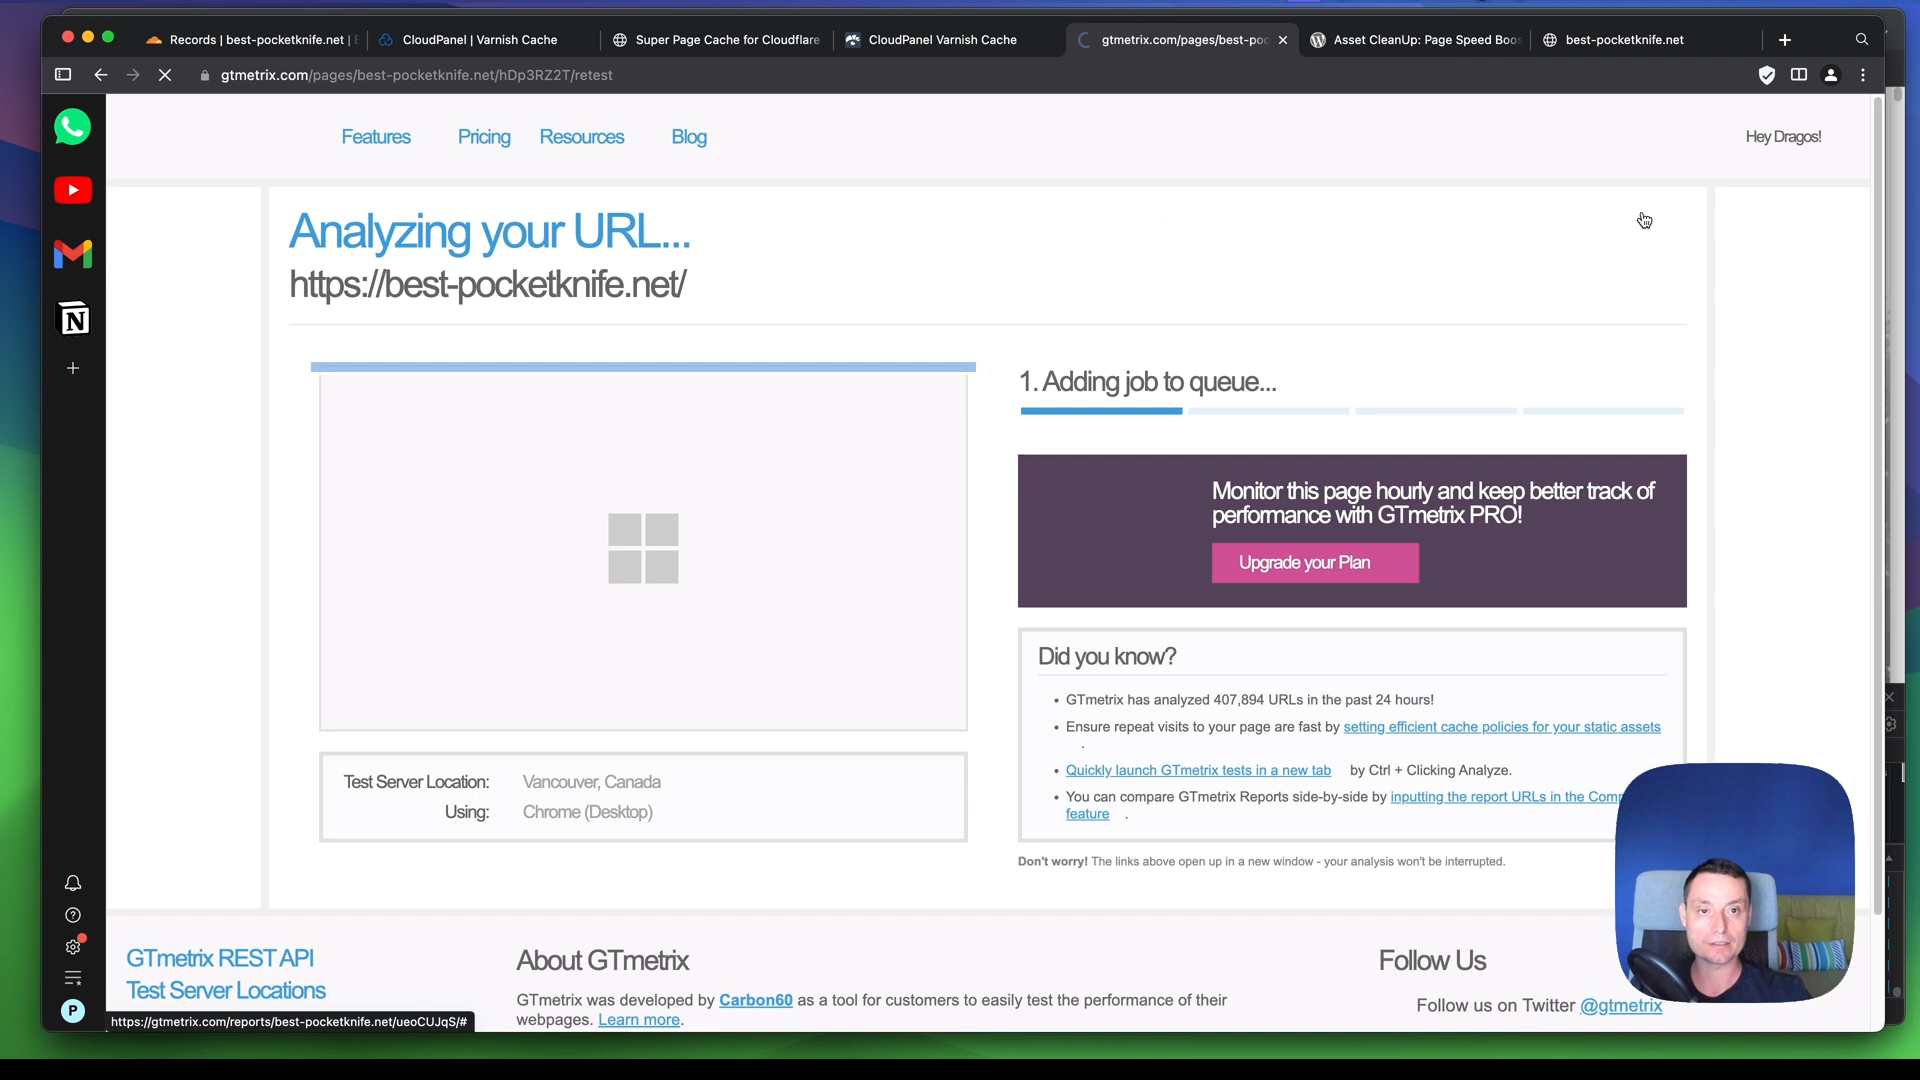 Records | best-pocketknife.net |
CloudPanel | Varnish Cache
Super Page Cache for Cloudflare
CloudPanel Varnish Cache
gtmetrix.com/pages/best-poc
Asset CleanUp: Page Speed Boos
best-pocketknife.net
gtmetrix.com/pages/best-pocketknife.net/hDp3RZ2T/retest
Features
Pricing
Resources
Blog
Hey Dragos!
Analyzing your URL...
https://best-pocketknife.net/
1. Adding job to queue...
Monitor this page hourly and keep better track of
performance with GTmetrix PRO!
Upgrade your Plan
Did you know?
• GTmetrix has analyzed 407,894 URLs in the past 24 hours!
• Ensure repeat visits to your page are fast by setting efficient cache policies for your static assets
.
• Quickly launch GTmetrix tests in a new tab by Ctrl + Clicking Analyze.
• You can compare GTmetrix Reports side-by-side by inputting the report URLs in the Comp
feature .
Don't worry! The links above open up in a new window - your analysis won't be interrupted.
Test Server Location: Vancouver, Canada
Using: Chrome (Desktop)
GTmetrix REST API
Test Server Locations
About GTmetrix
GTmetrix was developed by Carbon60 as a tool for customers to easily test the performance of their
webpages. Learn more.
Follow Us
Follow us on Twitter @gtmetrix
N
P
https://gtmetrix.com/reports/best-pocketknife.net/ueoCUJqS/#